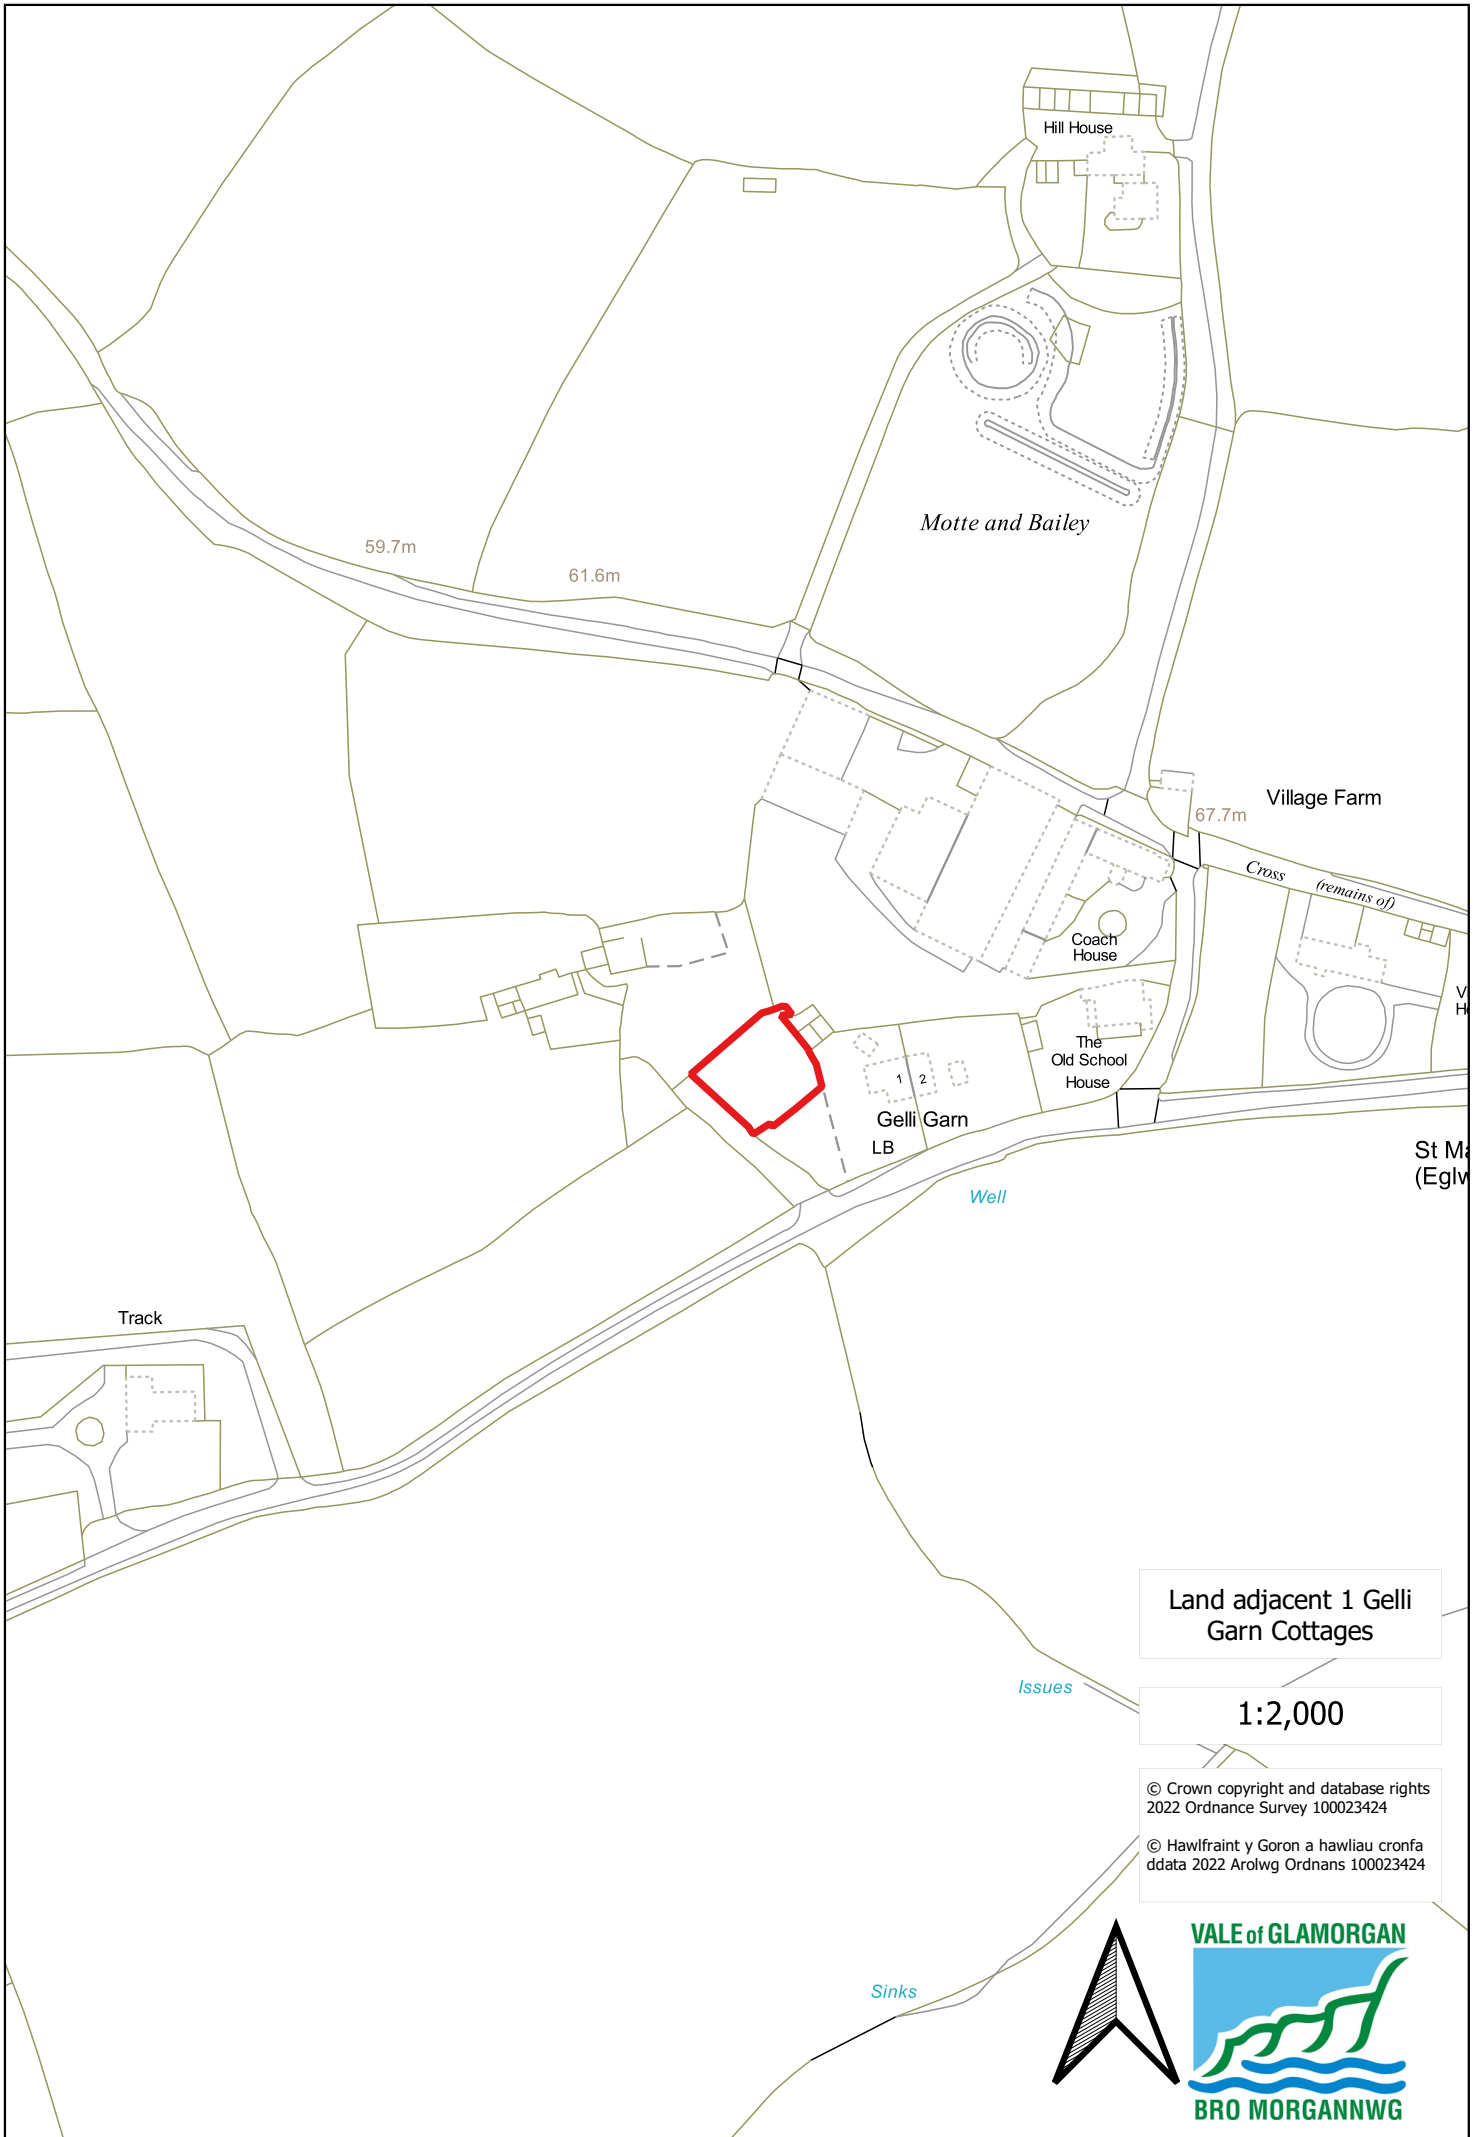 Hill House
Motte and Bailey
59.7m
61.6m
Village Farm
67.7m
Cross (remains of)
Coach
House
The
Old School
House
1 2
Gelli Garn
LB
Well
Track
Land adjacent 1 Gelli
Garn Cottages
Issues
1:2,000
© Crown copyright and database rights
2022 Ordnance Survey 100023424
© Hawlfraint y Goron a hawliau cronfa
ddata 2022 Arolwg Ordnans 100023424
Sinks
VALE of GLAMORGAN
BRO MORGANNWG